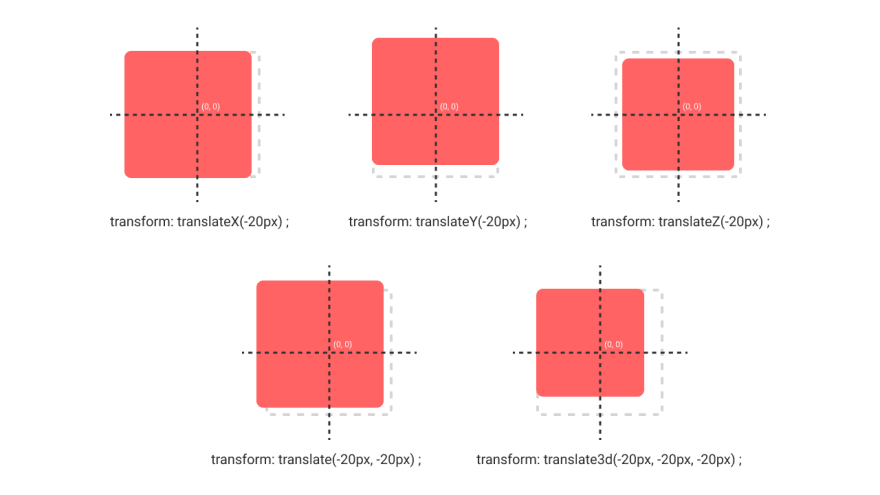 (0, 0)
(0, 0)
(0, 0)
transform: translateX(-20px) ;
transform: translateY(-20px) ;
transform: translateZ(-20px) ;
(0, 0)
(0, 0)
transform: translate(-20px, -20px) ;
transform: translate3d(-20px, -20px, -20px) ;